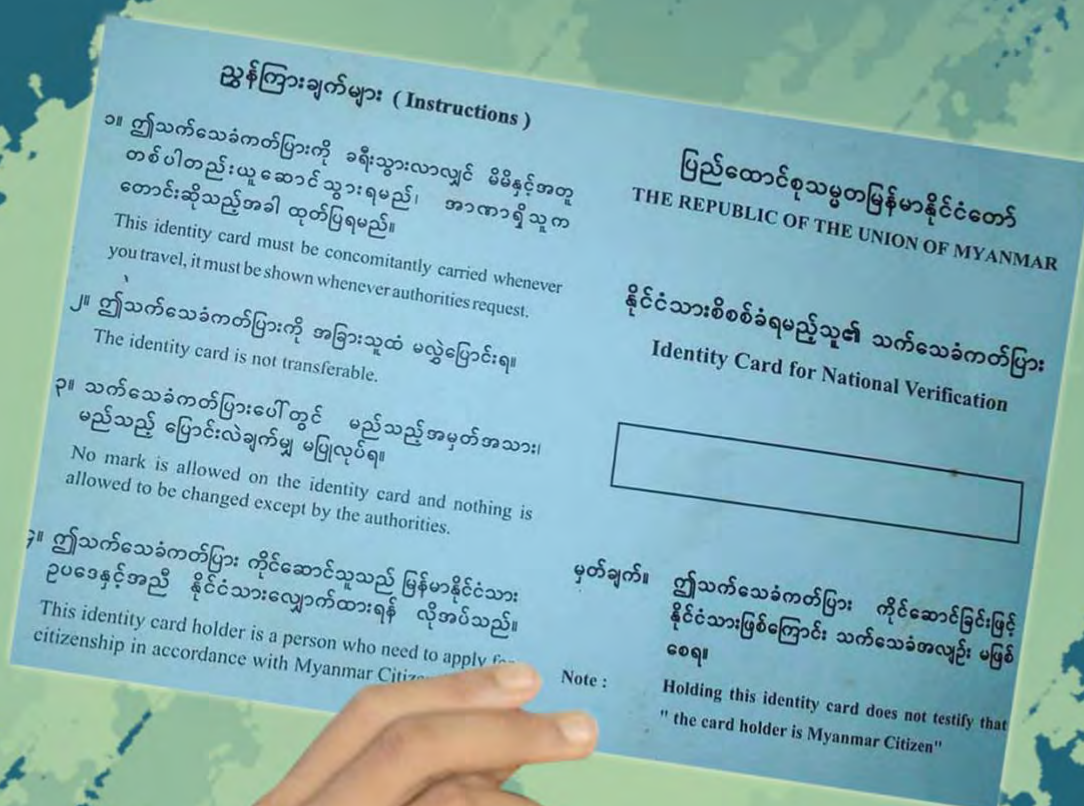 ညွှန်ကြားချက်များ ( Instructions )
၁။ ဤသက်သေခံကတ်ပြားကို ခရီးသွားလာလျှင် မိမိနှင့်အတူ
တစ်ပါတည်းယူဆောင်သွားရမည်၊ အာဏာရှိသူက
တောင်းဆိုသည့်အခါ ထုတ်ပြရမည်။
This identity card must be concomitantly carried whenever
you travel, it must be shown whenever authorities request.
၂။ ဤသက်သေခံကတ်ပြားကို အခြားသူထံ မလွှဲပြောင်းရ။
The identity card is not transferable.
၃။ သက်သေခံကတ်ပြားပေါ်တွင် မည်သည့်အမှတ်အသား၊
မည်သည့် ပြောင်းလဲချက်မျှ မပြုလုပ်ရ။
No mark is allowed on the identity card and nothing is
allowed to be changed except by the authorities.
၄။ ဤသက်သေခံကတ်ပြား ကိုင်ဆောင်သူသည် မြန်မာနိုင်ငံသား
ဥပဒေနှင့်အညီ နိုင်ငံသားလျှောက်ထားရန် လိုအပ်သည်။
This identity card holder is a person who need to apply
citizenship in accordance with Myanmar
ပြည်ထောင်စုသမ္မတမြန်မာနိုင်ငံတော်
THE REPUBLIC OF THE UNION OF MYANMAR
နိုင်ငံသားစိစစ်ခံရမည့်သူ၏ သက်သေခံကတ်ပြား
Identity Card for National Verification
မှတ်ချက်။ ဤသက်သေခံကတ်ပြား ကိုင်ဆောင်ခြင်းဖြင့်
နိုင်ငံသားဖြစ်ကြောင်း သက်သေခံအလျဉ်း မဖြစ်
စေရ။
Note : Holding this identity card does not testify that
" the card holder is Myanmar Citizen"